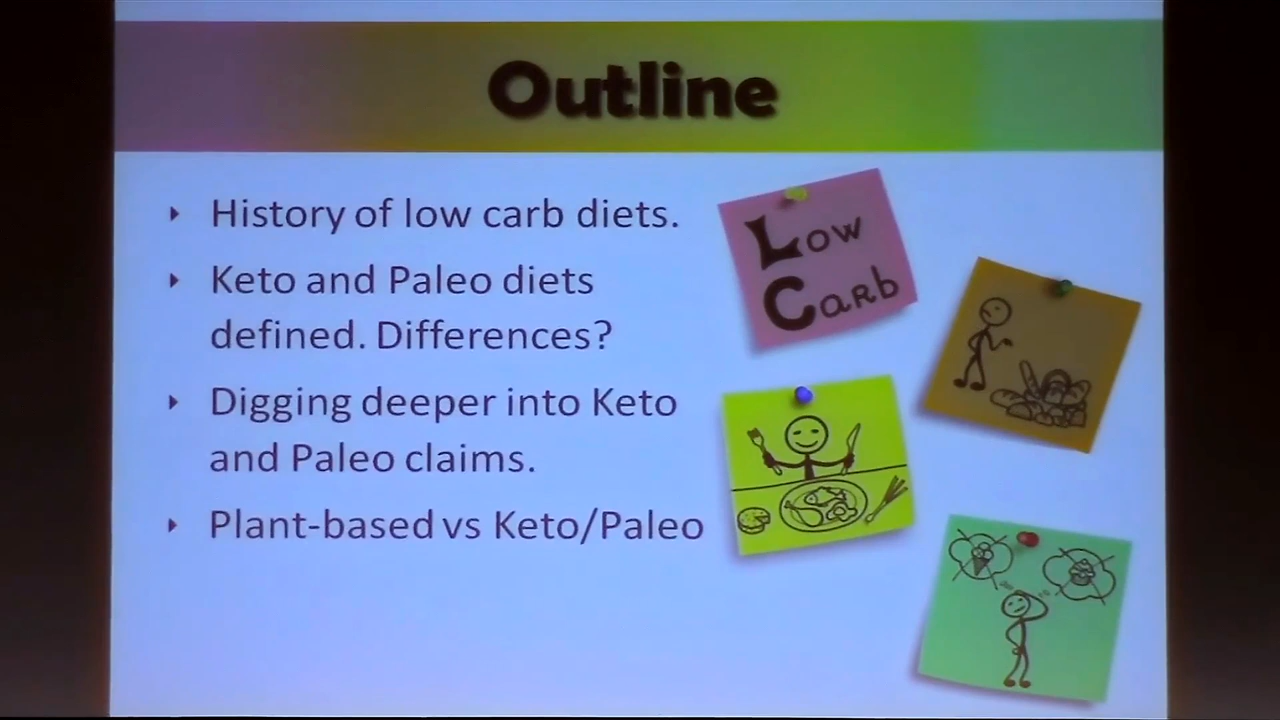 Outline
History of low carb diets.
Keto and Paleo diets
defined. Differences?
Digging deeper into Keto
and Paleo claims.
Plant-based vs Keto/Paleo
Low
Carb